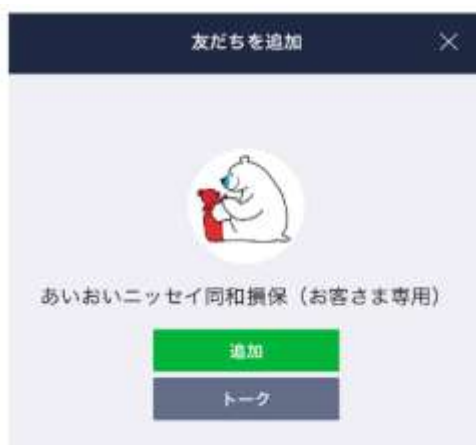 友だちを追加
あいおいニッセイ同和損保（お客さま専用）
追加
トーク